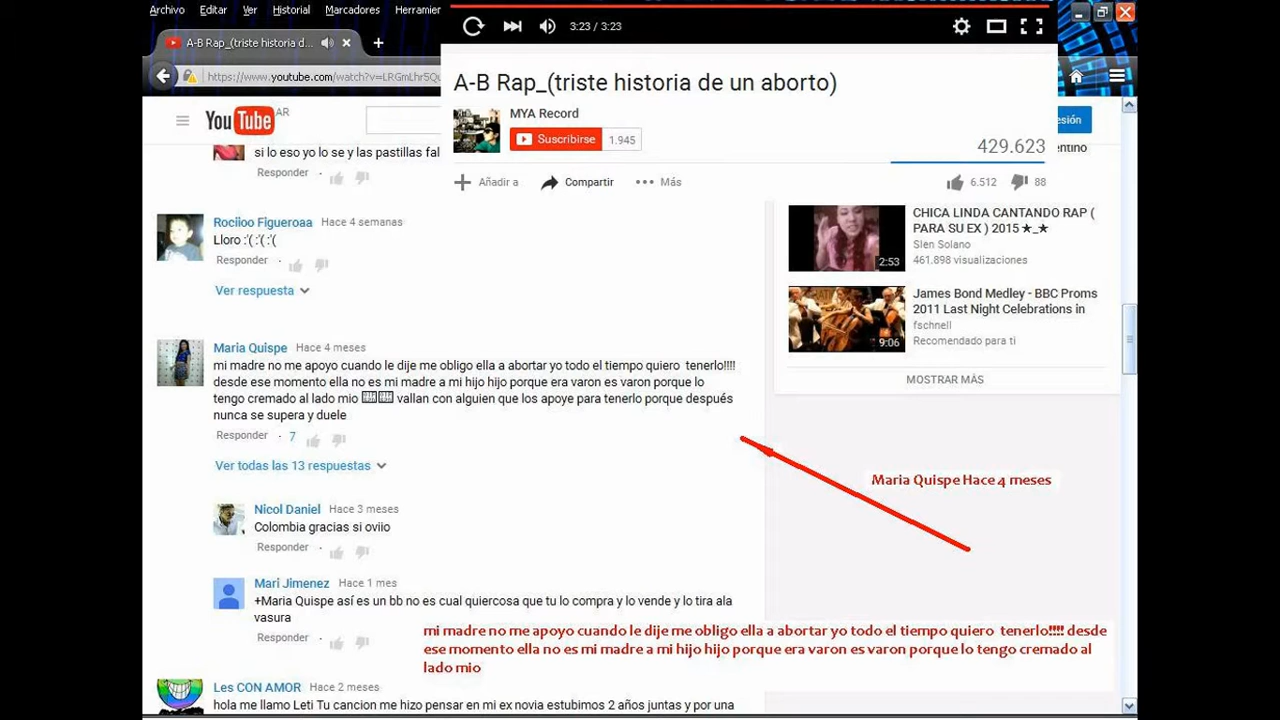 Archivo Editar Ver Historial Marcadores Herramier
3:23 / 3:23
A-B Rap_(triste historia d...
https://www.youtube.com/watch?v=LRGmLhr5Qu
A-B Rap_(triste historia de un aborto)
MYA Record
Suscribirse 1.945
429.623
Añadir a Compartir Más 6.512 88
YouTube AR
esión
entino
si lo eso yo lo se y las pastillas fal
Responder
Rociioo Figueroaa Hace 4 semanas
Lloro :'( :'( :'(
Responder
Ver respuesta
Maria Quispe Hace 4 meses
mi madre no me apoyo cuando le dije me obligo ella a abortar yo todo el tiempo quiero tenerlo!!!!
desde ese momento ella no es mi madre a mi hijo hijo porque era varon es varon porque lo
tengo cremado al lado mio vallan con alguien que los apoye para tenerlo porque después
nunca se supera y duele
Responder · 7
Ver todas las 13 respuestas
Nicol Daniel Hace 3 meses
Colombia gracias si oviio
Responder
Mari Jimenez Hace 1 mes
+Maria Quispe así es un bb no es cual quiercosa que tu lo compra y lo vende y lo tira ala
vasura
Responder
Les CON AMOR Hace 2 meses
hola me llamo Leti Tu cancion me hizo pensar en mi ex novia estubimos 2 años juntas y por una
CHICA LINDA CANTANDO RAP (
PARA SU EX ) 2015 ★_★
Slen Solano
461.898 visualizaciones
2:53
James Bond Medley - BBC Proms
2011 Last Night Celebrations in
fschnell
Recomendado para ti
9:06
MOSTRAR MÁS
Maria Quispe Hace 4 meses
mi madre no me apoyo cuando le dije me obligo ella a abortar yo todo el tiempo quiero tenerlo!!!! desde
ese momento ella no es mi madre a mi hijo hijo porque era varon es varon porque lo tengo cremado al
lado mio